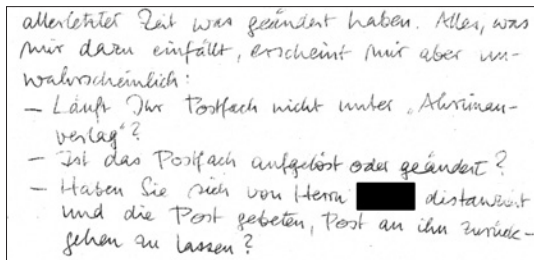 allerletzter Zeit was geändert haben. Alles, was
mir dazu einfällt, erscheint mir aber un-
wahrscheinlich:
– Läuft Ihr Postfach nicht unter „Ahriman-
verlag“?
– Ist das Postfach aufgelöst oder geändert?
– Haben Sie sich von Herrn distanziert
und die Post gebeten, Post an ihn zurück-
gehen zu lassen?